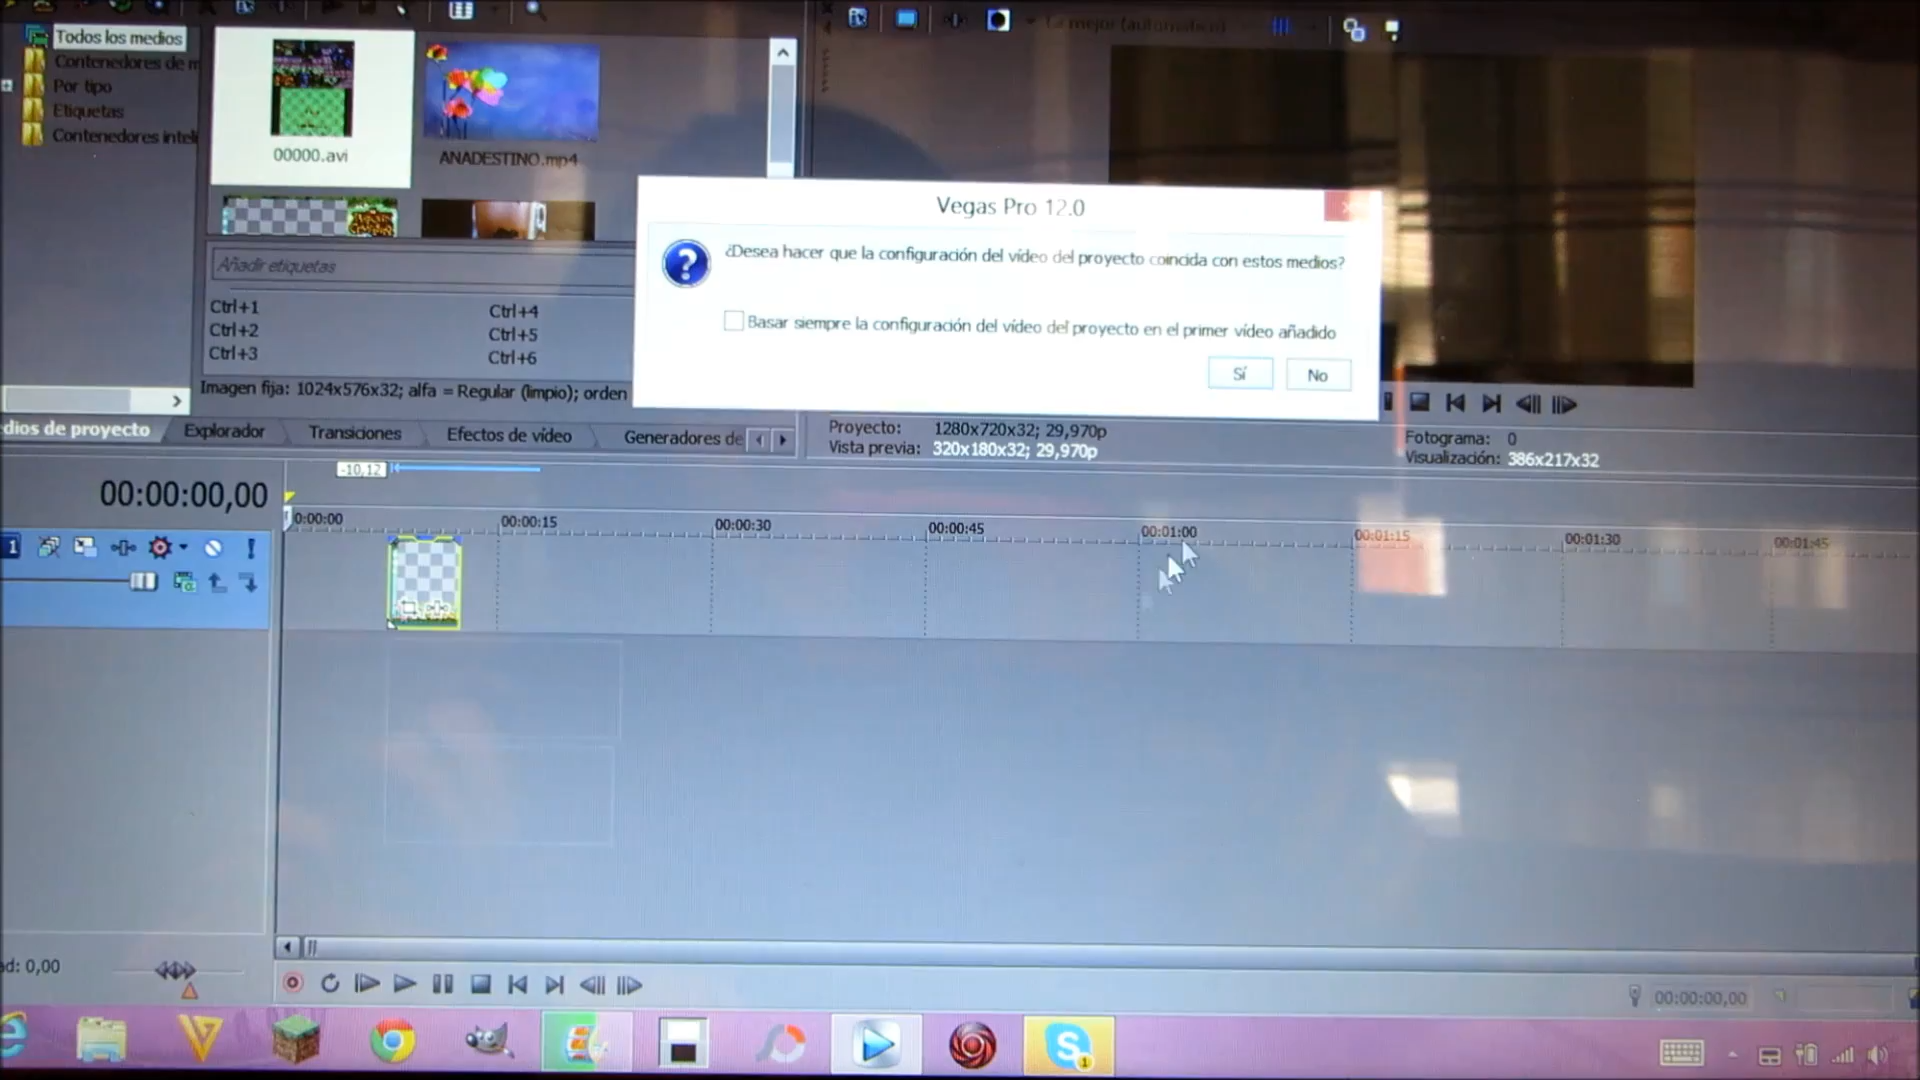 Todos los medios
Contenedores de m
Por tipo
Etiquetas
Contenedores intel
00000.avi
ANADESTINO.mp4
Añadir etiquetas
Ctrl+1
Ctrl+4
Ctrl+2
Ctrl+5
Ctrl+3
Ctrl+6
Imagen fija: 1024x576x32; alfa = Regular (limpio); orden
dios de proyecto
Explorador
Transiciones
Efectos de vídeo
Generadores de
La mejor (automático)
Vegas Pro 12.0
¿Desea hacer que la configuración del vídeo del proyecto coincida con estos medios?
Basar siempre la configuración del vídeo del proyecto en el primer vídeo añadido
Sí
No
Proyecto: 1280x720x32; 29,970p
Vista previa: 320x180x32; 29,970p
Fotograma: 0
Visualización: 386x217x32
-10,12
00:00:00,00
0:00:00
00:00:15
00:00:30
00:00:45
00:01:00
00:01:15
00:01:30
00:01:45
1
ad: 0,00
00:00:00,00
S
1